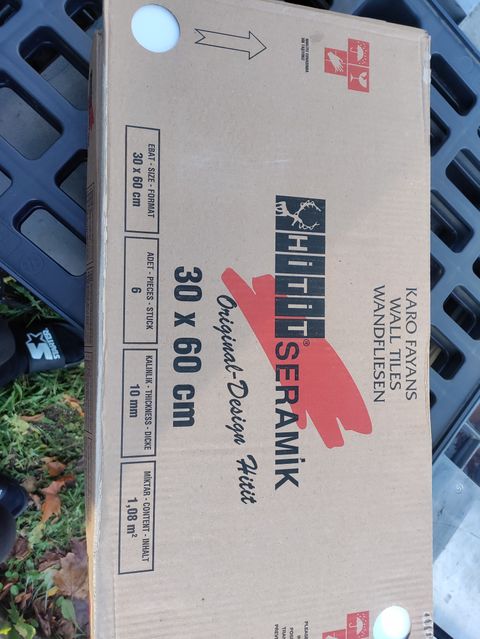 KARO FAYANS
WALL TILES
WANDFLIESEN
HİTİT® SERAMİK
Original-Design Hitit
30 x 60 cm
EBAT - SIZE - FORMAT
30 x 60 cm
ADET - PIECES - STUCK
6
KALINLIK - THICKNESS - DICKE
10 mm
MİKTAR - CONTENT - INHALT
1,08 m²
STARTER